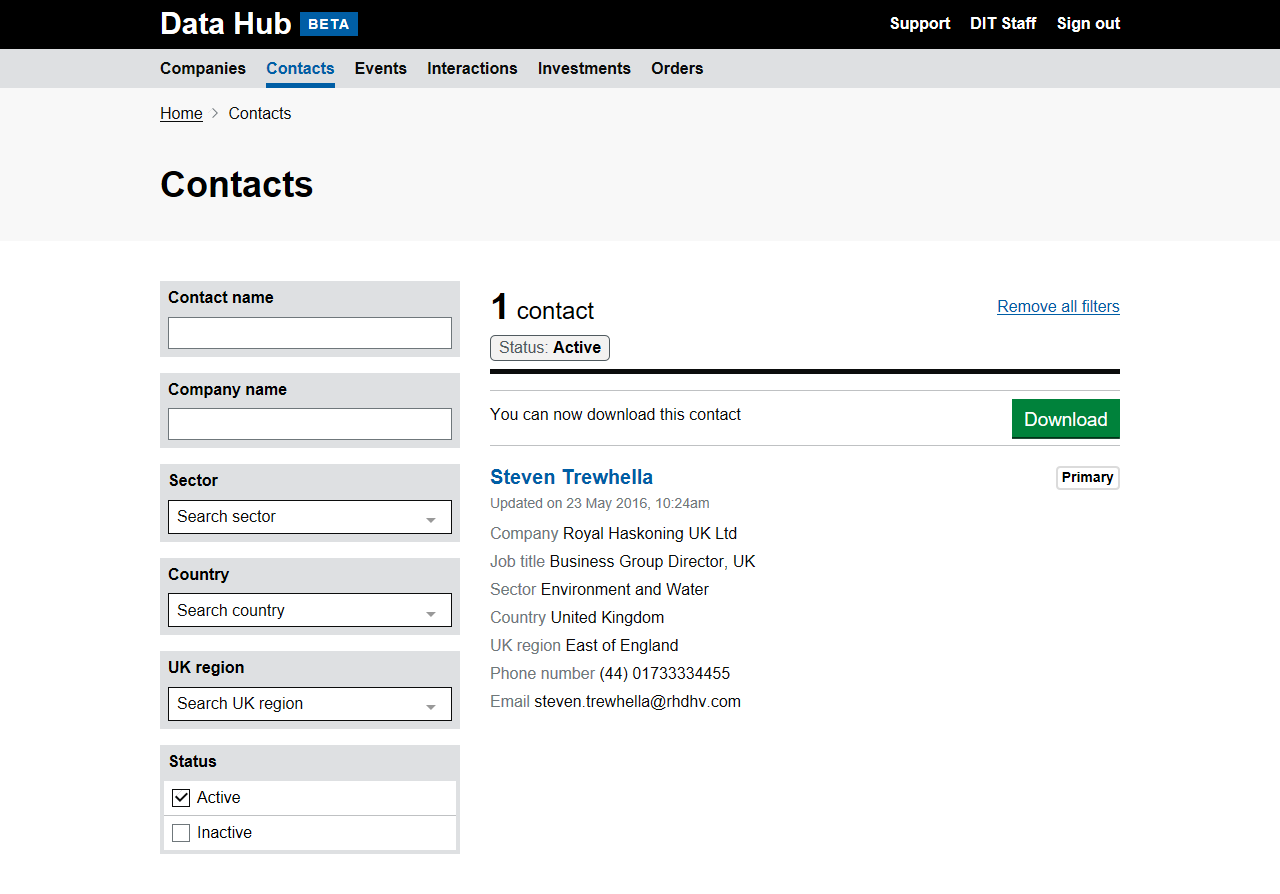 Data Hub BETA
Support DIT Staff Sign out
Companies Contacts Events Interactions Investments Orders
Home Contacts
Contacts
Contact name
Company name
Sector
Search sector
Country
Search country
UK region
Search UK region
Status
Active
Inactive
1 contact
Remove all filters
Status: Active
You can now download this contact
Download
Steven Trewhella
Primary
Updated on 23 May 2016, 10:24am
Company Royal Haskoning UK Ltd
Job title Business Group Director, UK
Sector Environment and Water
Country United Kingdom
UK region East of England
Phone number (44) 01733334455
Email steven.trewhella@rhdhv.com